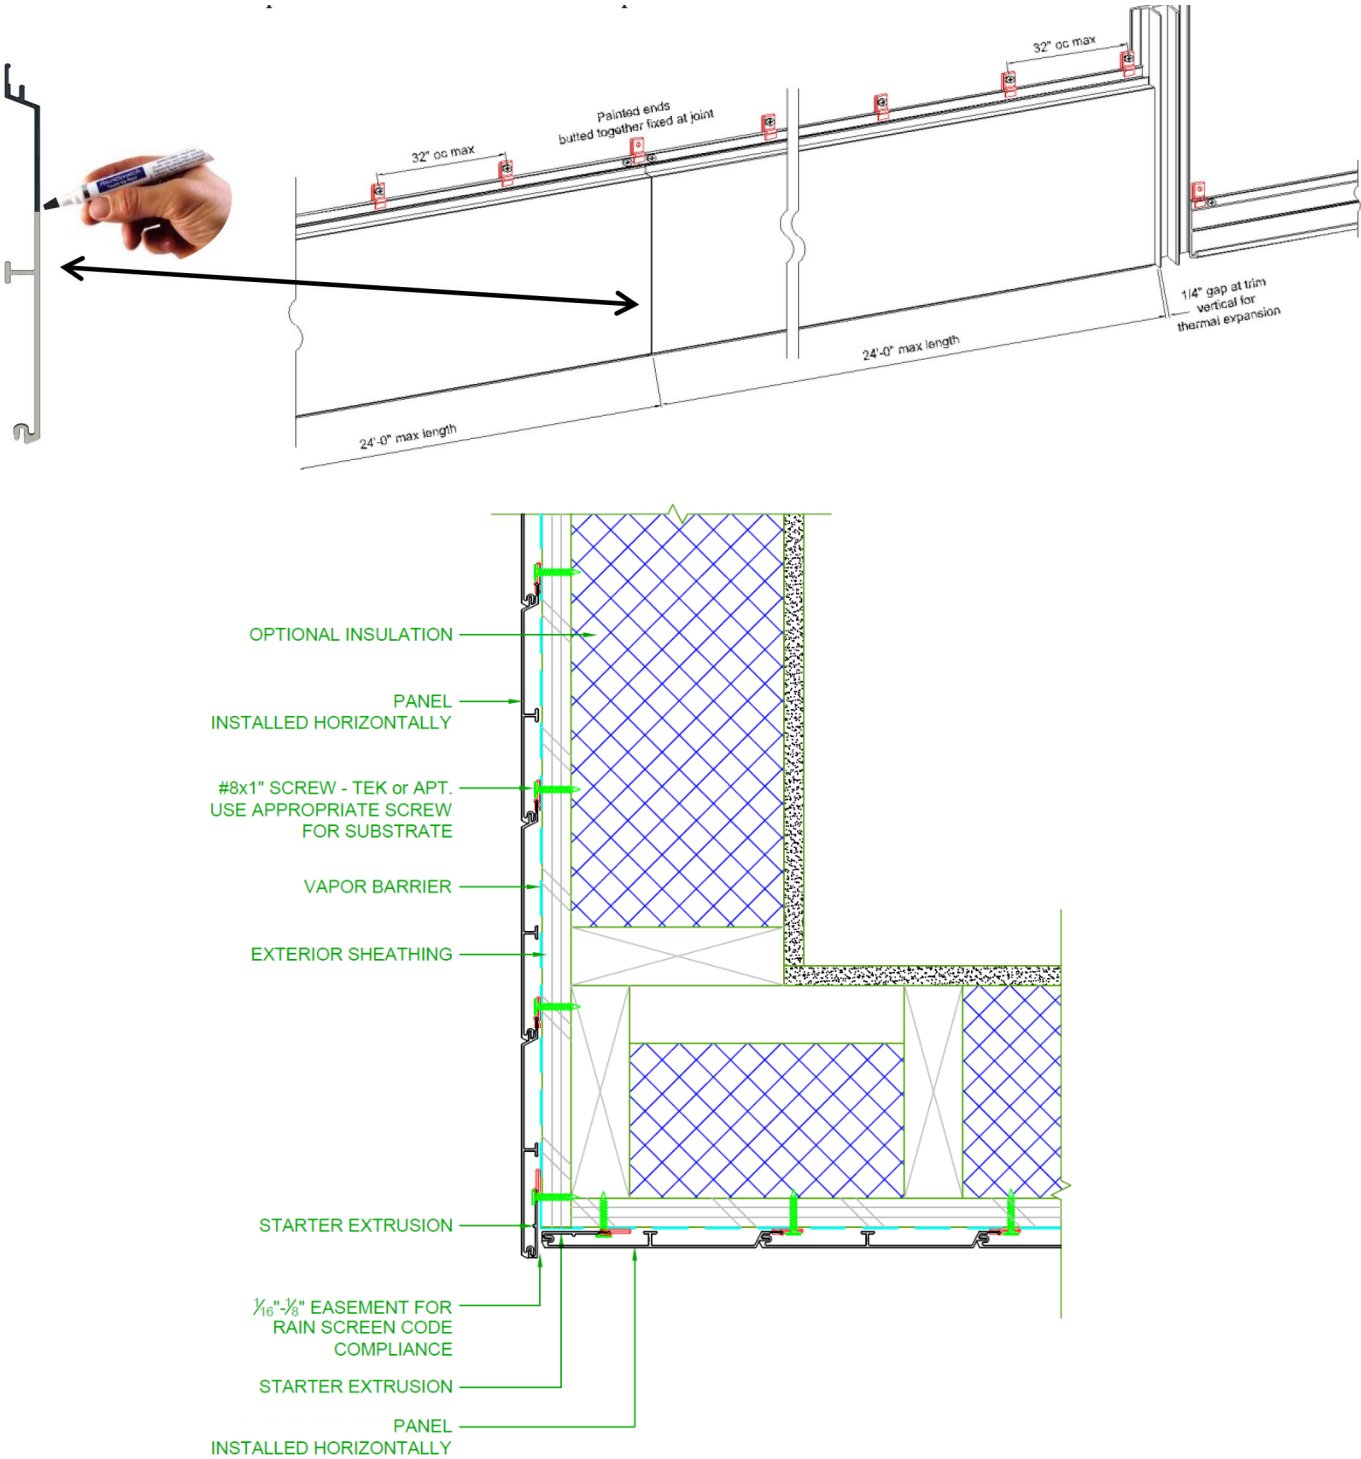 32" oc max
Painted ends
butted together fixed at joint
32" oc max
1/4" gap at trim
vertical for
thermal expansion
24'-0" max length
24'-0" max length
OPTIONAL INSULATION
PANEL
INSTALLED HORIZONTALLY
#8x1" SCREW - TEK or APT.
USE APPROPRIATE SCREW
FOR SUBSTRATE
VAPOR BARRIER
EXTERIOR SHEATHING
STARTER EXTRUSION
1/16"-1/8" EASEMENT FOR
RAIN SCREEN CODE
COMPLIANCE
STARTER EXTRUSION
PANEL
INSTALLED HORIZONTALLY